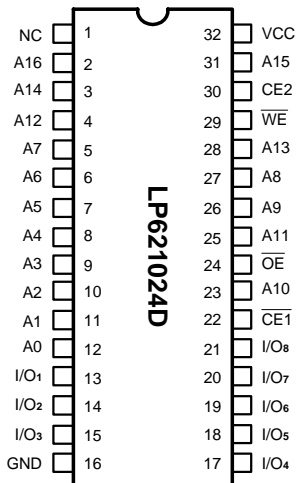 NC 1 32 VCC
A16 2 31 A15
A14 3 30 CE2
A12 4 29 W̅E̅
A7 5 28 A13
A6 6 27 A8
A5 7 26 A9
A4 8 25 A11
A3 9 24 O̅E̅
A2 10 23 A10
A1 11 22 C̅E̅1̅
A0 12 21 I/O₈
I/O₁ 13 20 I/O₇
I/O₂ 14 19 I/O₆
I/O₃ 15 18 I/O₅
GND 16 17 I/O₄
LP621024D